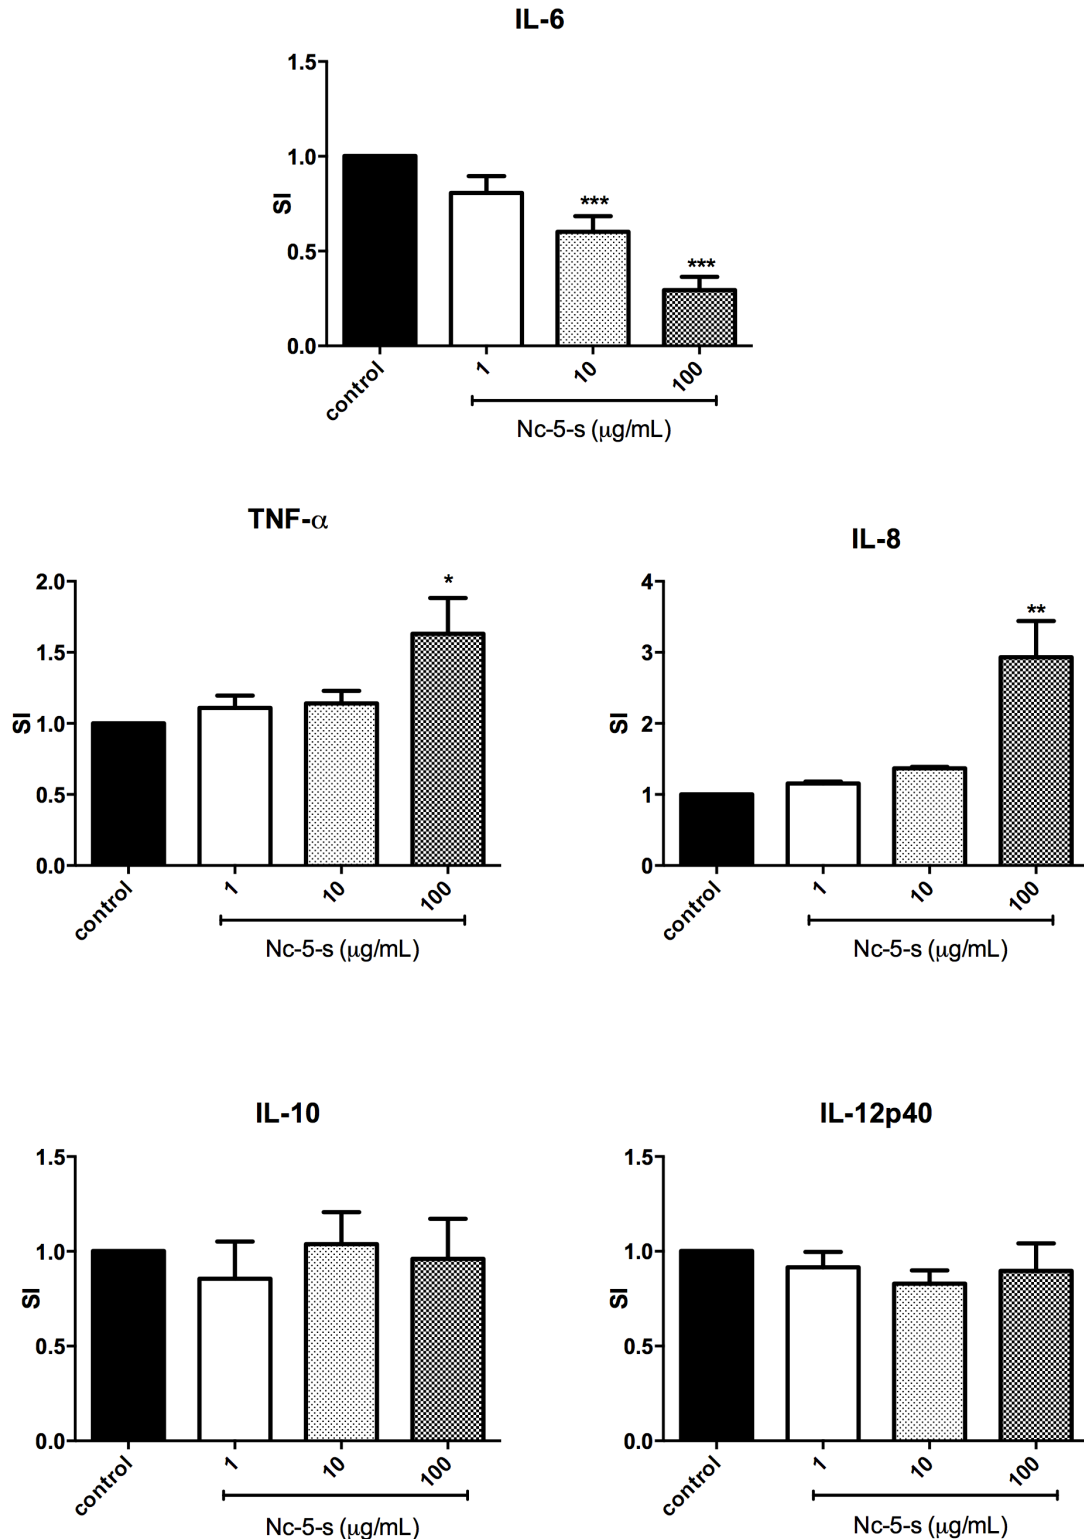 IL-6
1.5
1.0
0.5
0.0
SI
***
***
control
1
10
100
Nc-5-s (μg/mL)
TNF-α
2.0
1.5
1.0
0.5
0.0
SI
*
control
1
10
100
Nc-5-s (μg/mL)
IL-8
4
3
2
1
0
SI
**
control
1
10
100
Nc-5-s (μg/mL)
IL-10
1.5
1.0
0.5
0.0
SI
control
1
10
100
Nc-5-s (μg/mL)
IL-12p40
1.5
1.0
0.5
0.0
SI
control
1
10
100
Nc-5-s (μg/mL)